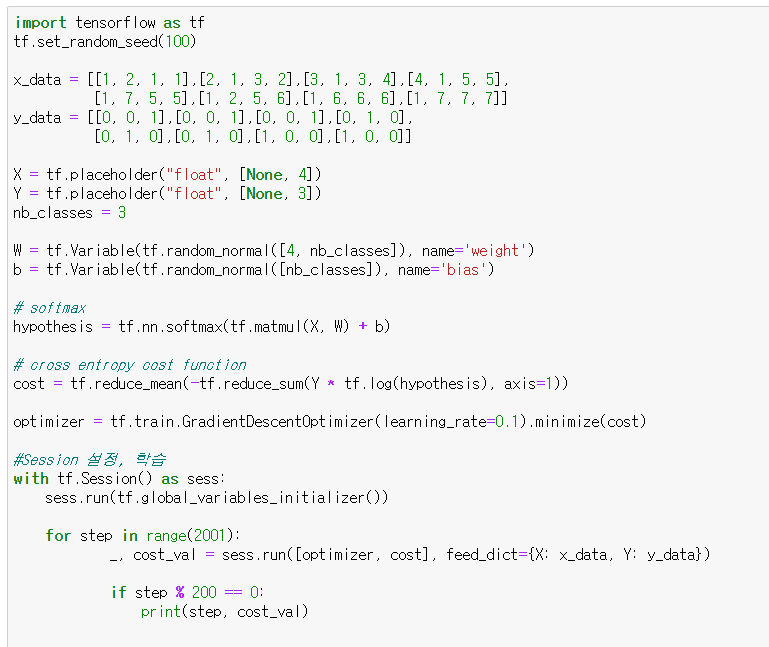 import tensorflow as tf
tf.set_random_seed(100)
x_data = [[1, 2, 1, 1],[2, 1, 3, 2],[3, 1, 3, 4],[4, 1, 5, 5],
[1, 7, 5, 5],[1, 2, 5, 6],[1, 6, 6, 6],[1, 7, 7, 7]]
y_data = [[0, 0, 1],[0, 0, 1],[0, 0, 1],[0, 1, 0],
[0, 1, 0],[0, 1, 0],[1, 0, 0],[1, 0, 0]]
X = tf.placeholder("float", [None, 4])
Y = tf.placeholder("float", [None, 3])
nb_classes = 3
W = tf.Variable(tf.random_normal([4, nb_classes]), name='weight')
b = tf.Variable(tf.random_normal([nb_classes]), name='bias')
# softmax
hypothesis = tf.nn.softmax(tf.matmul(X, W) + b)
# cross entropy cost function
cost = tf.reduce_mean(-tf.reduce_sum(Y * tf.log(hypothesis), axis=1))
optimizer = tf.train.GradientDescentOptimizer(learning_rate=0.1).minimize(cost)
#Session 설정, 학습
with tf.Session() as sess:
sess.run(tf.global_variables_initializer())
for step in range(2001):
_, cost_val = sess.run([optimizer, cost], feed_dict={X: x_data, Y: y_data})
if step % 200 == 0:
print(step, cost_val)